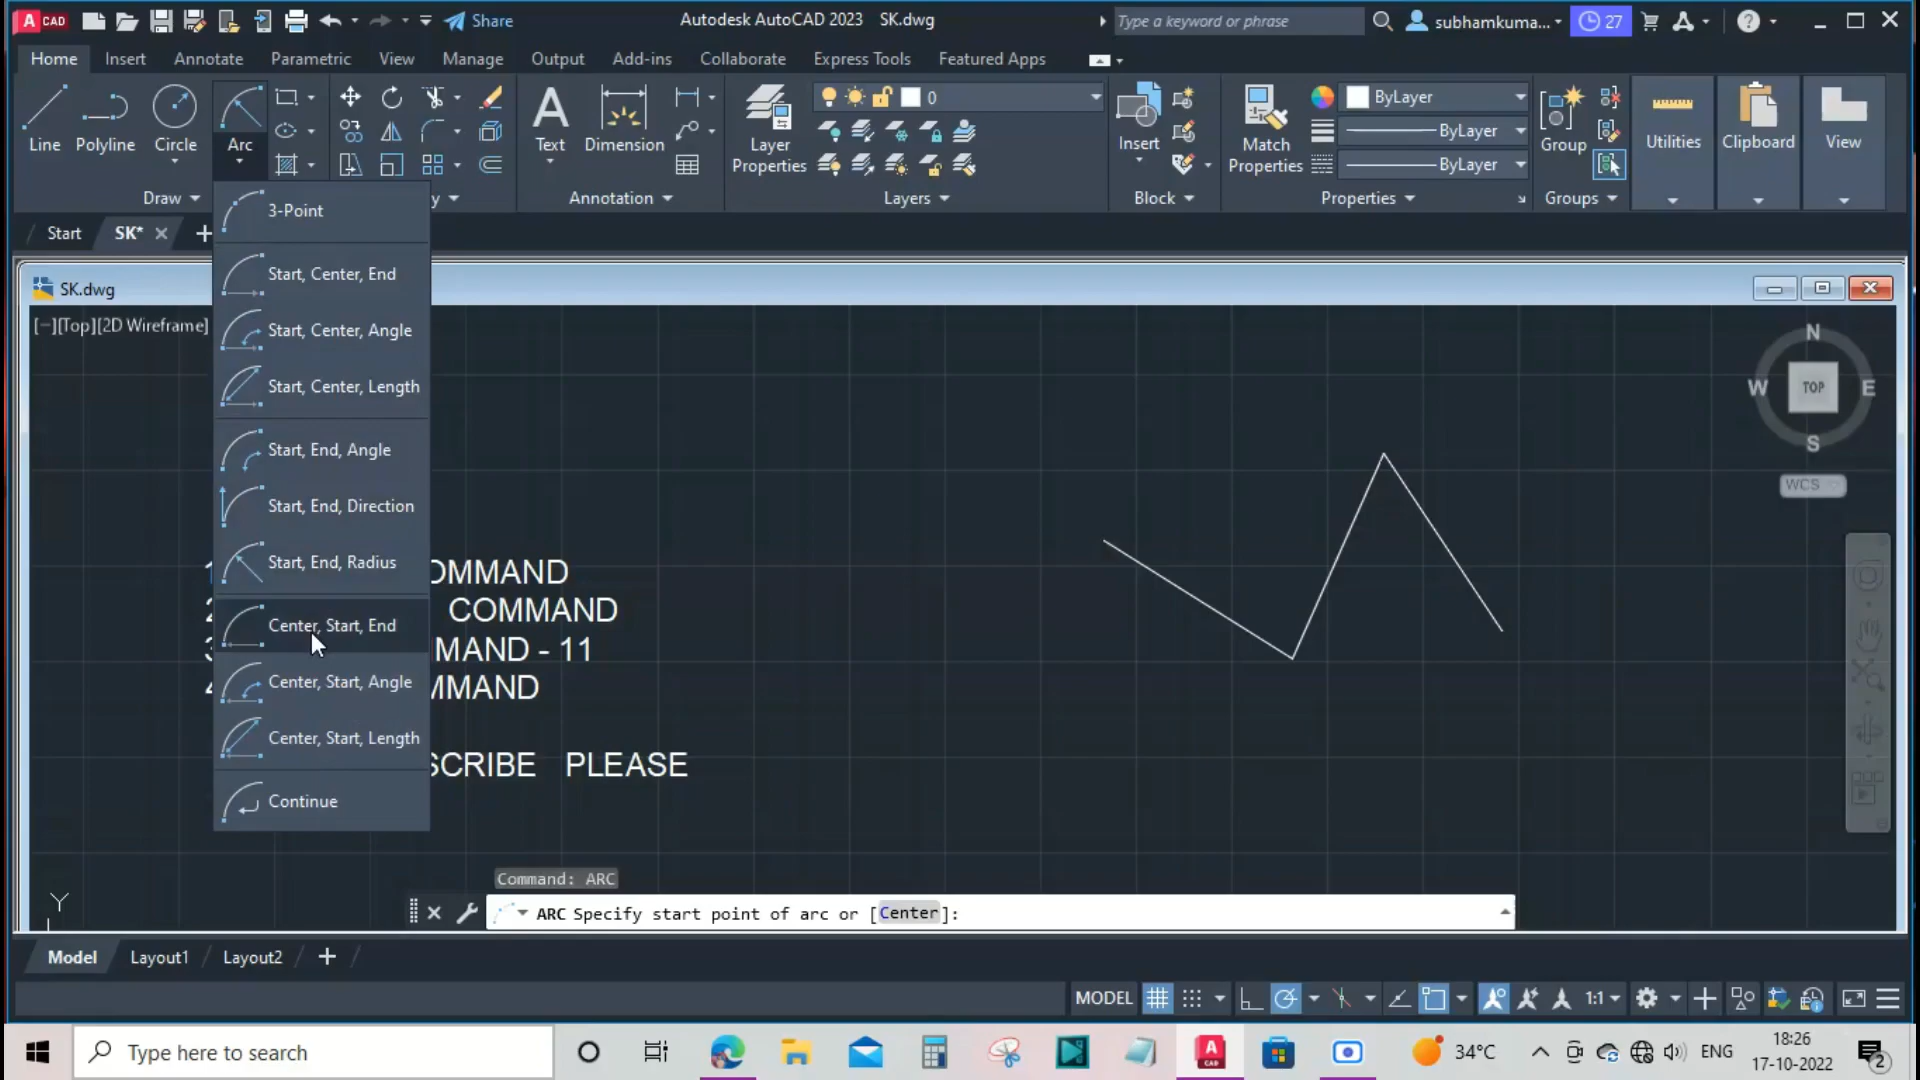 CAD
Share
Autodesk AutoCAD 2023 SK.dwg
Type a keyword or phrase
subhamkuma...
27
Home Insert Annotate Parametric View Manage Output Add-ins Collaborate Express Tools Featured Apps
Line Polyline Circle Arc
Text Dimension
Layer Properties
0
Insert
Match Properties
ByLayer
ByLayer
ByLayer
Group
Utilities
Clipboard
View
Draw
y
Annotation
Layers
Block
Properties
Groups
Start SK*
SK.dwg
[−][Top][2D Wireframe]
3-Point
Start, Center, End
Start, Center, Angle
Start, Center, Length
Start, End, Angle
Start, End, Direction
Start, End, Radius
Center, Start, End
Center, Start, Angle
Center, Start, Length
Continue
OMMAND
COMMAND
MAND - 11
MMAND
SCRIBE PLEASE
N
W TOP E
S
WCS
Y
Command: ARC
ARC Specify start point of arc or [Center]:
Model Layout1 Layout2
MODEL
1:1
Type here to search
A
CAD
34°C
ENG
18:26
17-10-2022
2